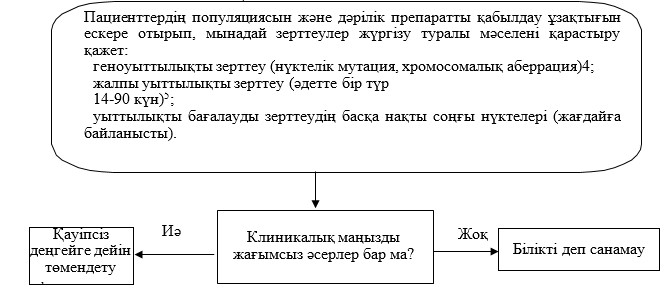 Пациенттердің популяциясын және дәрілік препаратты қабылдау ұзақтығын
ескере отырып, мынадай зерттеулер жүргізу туралы мәселені қарастыру
қажет:
геноуыттылықты зерттеу (нүктелік мутация, хромосомалық аберрация)4;
жалпы уыттылықты зерттеу (әдетте бір түр
14-90 күн)⁵;
уыттылықты бағалауды зерттеудің басқа нақты соңғы нүктелері (жағдайға
байланысты).
Қауіпсіз
деңгейге дейін
төмендету
Иә
Клиникалық маңызды
жағымсыз әсерлер бар ма?
Жоқ
Білікті деп санамау